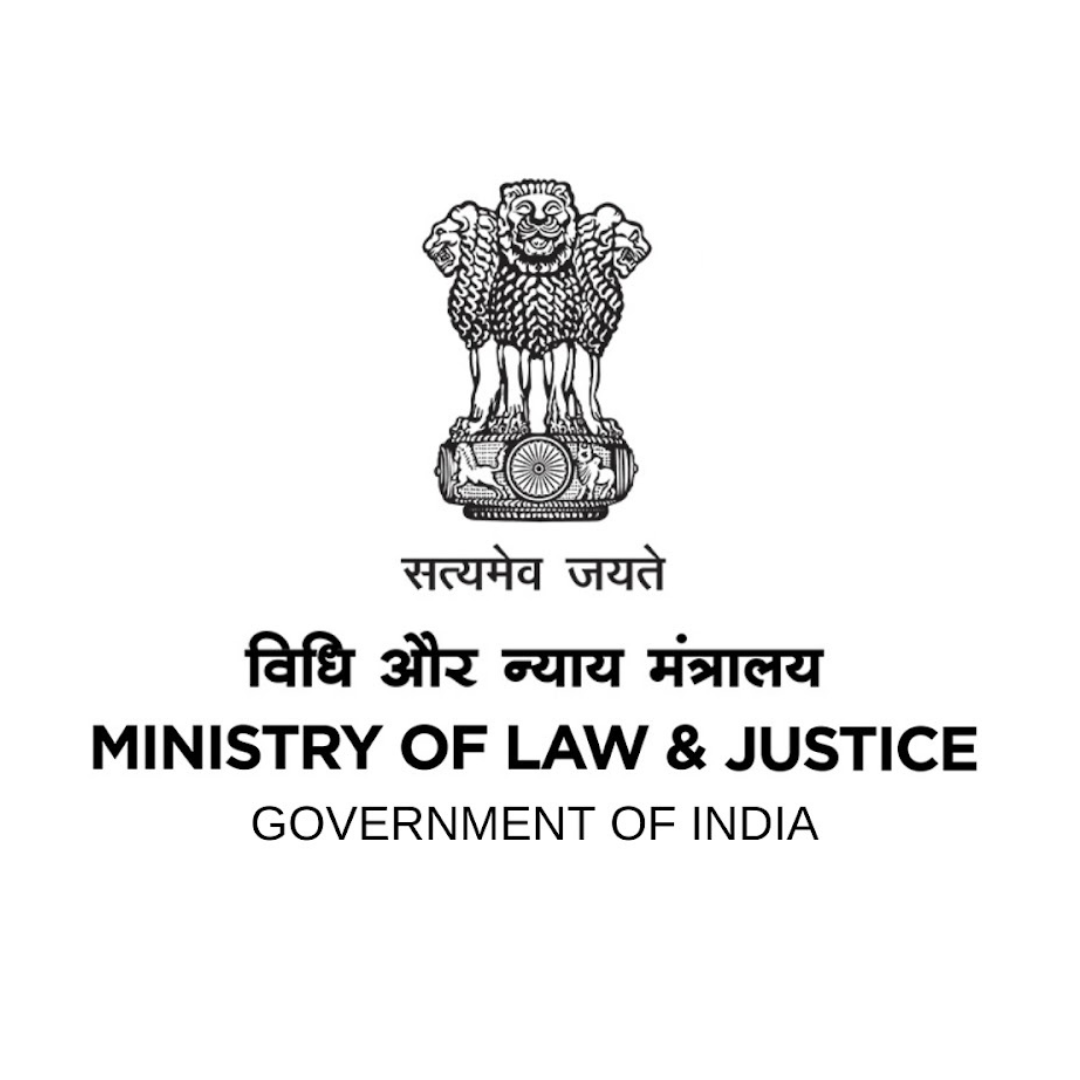 सत्यमेव जयते
विधि और न्याय मंत्रालय
MINISTRY OF LAW & JUSTICE
GOVERNMENT OF INDIA